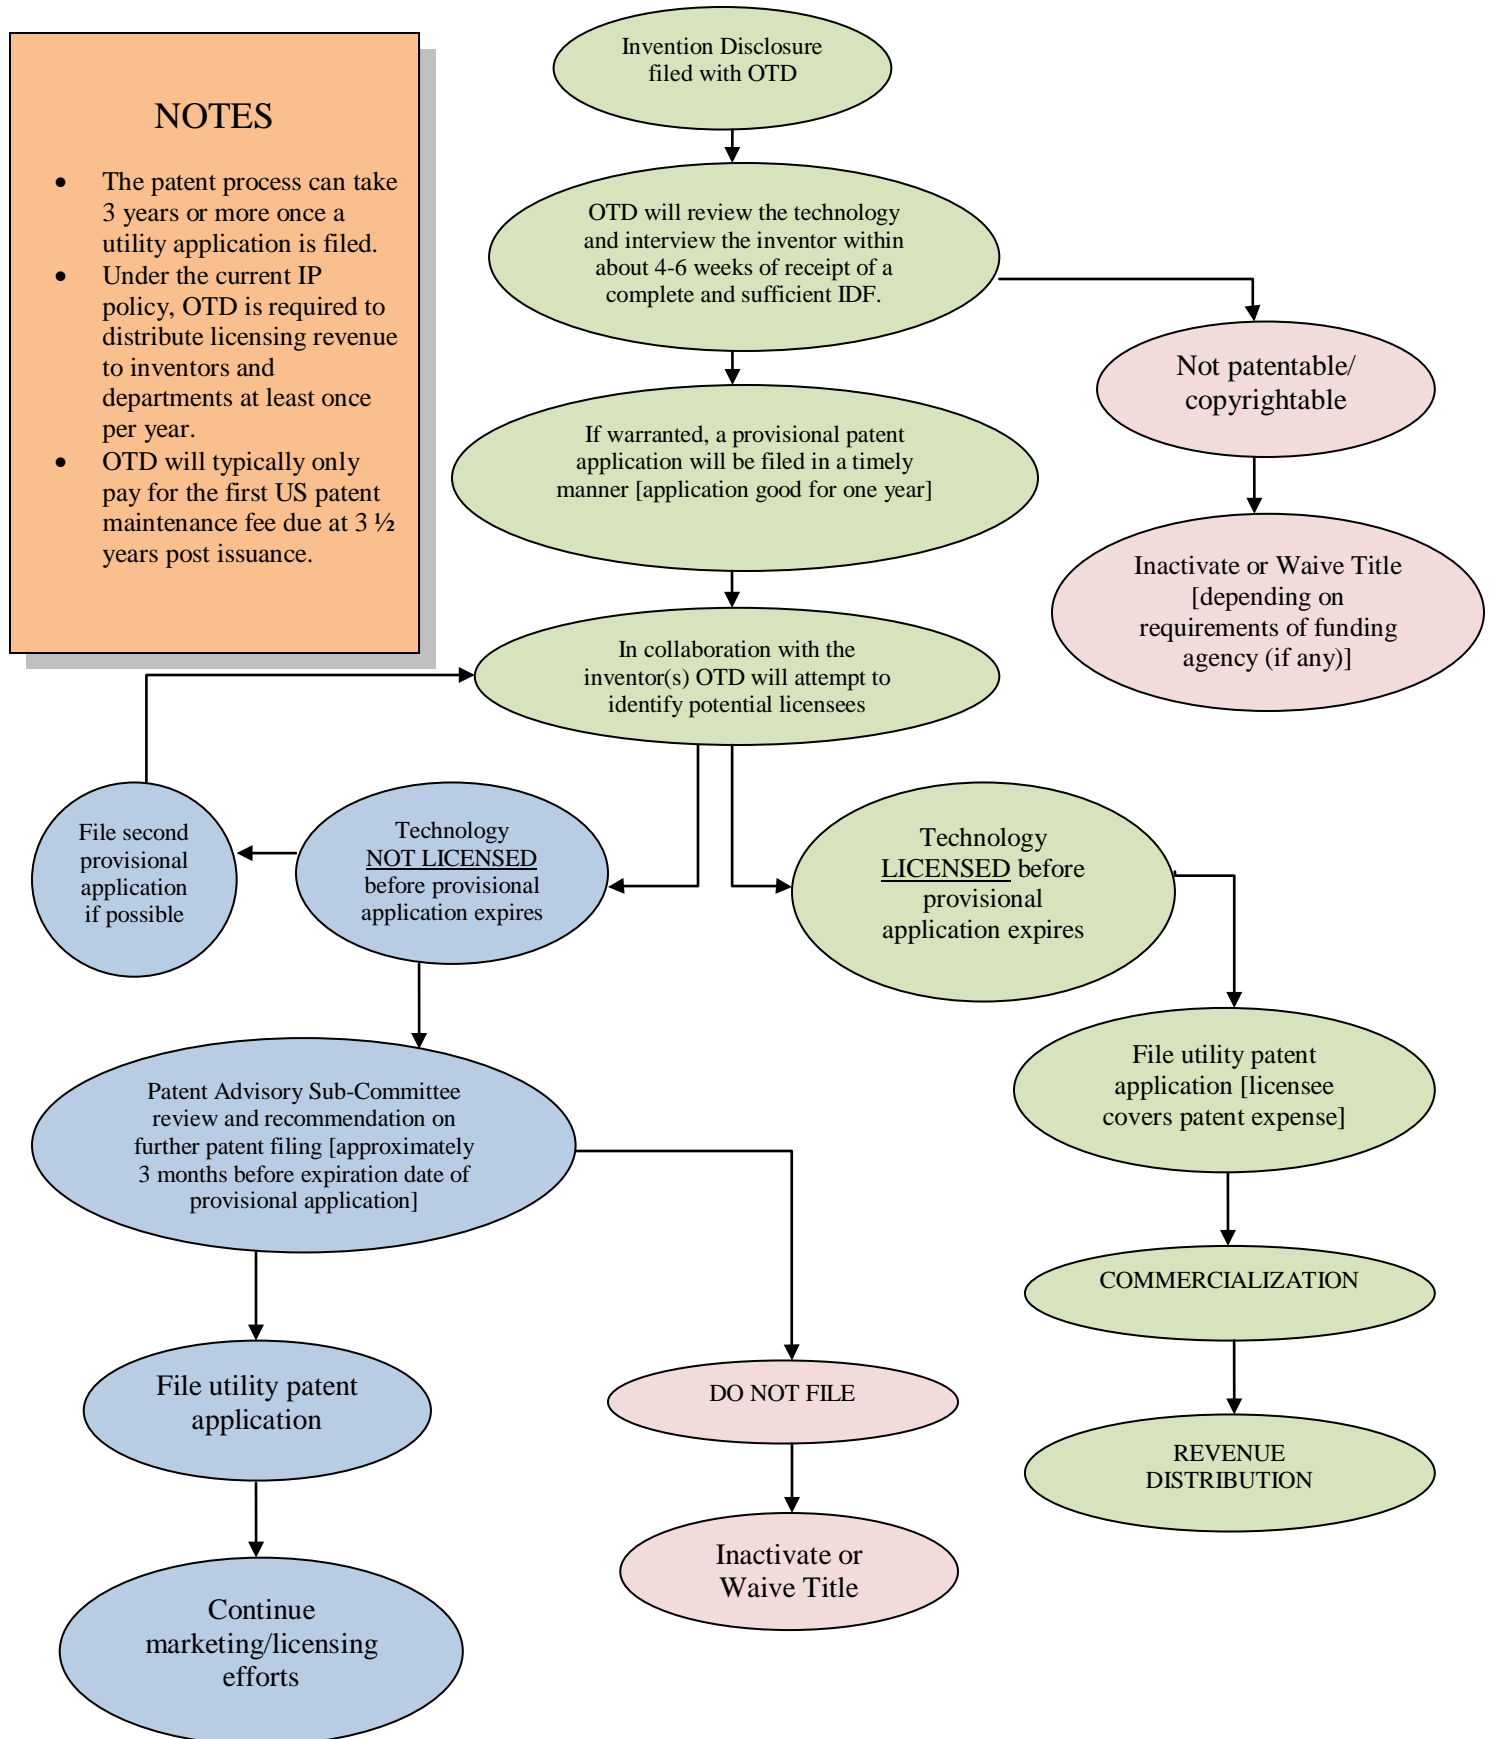 NOTES
• The patent process can take
3 years or more once a
utility application is filed.
• Under the current IP
policy, OTD is required to
distribute licensing revenue
to inventors and
departments at least once
per year.
• OTD will typically only
pay for the first US patent
maintenance fee due at 3 ½
years post issuance.
Invention Disclosure
filed with OTD
OTD will review the technology
and interview the inventor within
about 4-6 weeks of receipt of a
complete and sufficient IDF.
Not patentable/
copyrightable
If warranted, a provisional patent
application will be filed in a timely
manner [application good for one year]
Inactivate or Waive Title
[depending on
requirements of funding
agency (if any)]
In collaboration with the
inventor(s) OTD will attempt to
identify potential licensees
File second
provisional
application
if possible
Technology
NOT LICENSED
before provisional
application expires
Technology
LICENSED before
provisional
application expires
File utility patent
application [licensee
covers patent expense]
Patent Advisory Sub-Committee
review and recommendation on
further patent filing [approximately
3 months before expiration date of
provisional application]
COMMERCIALIZATION
File utility patent
application
DO NOT FILE
REVENUE
DISTRIBUTION
Inactivate or
Waive Title
Continue
marketing/licensing
efforts